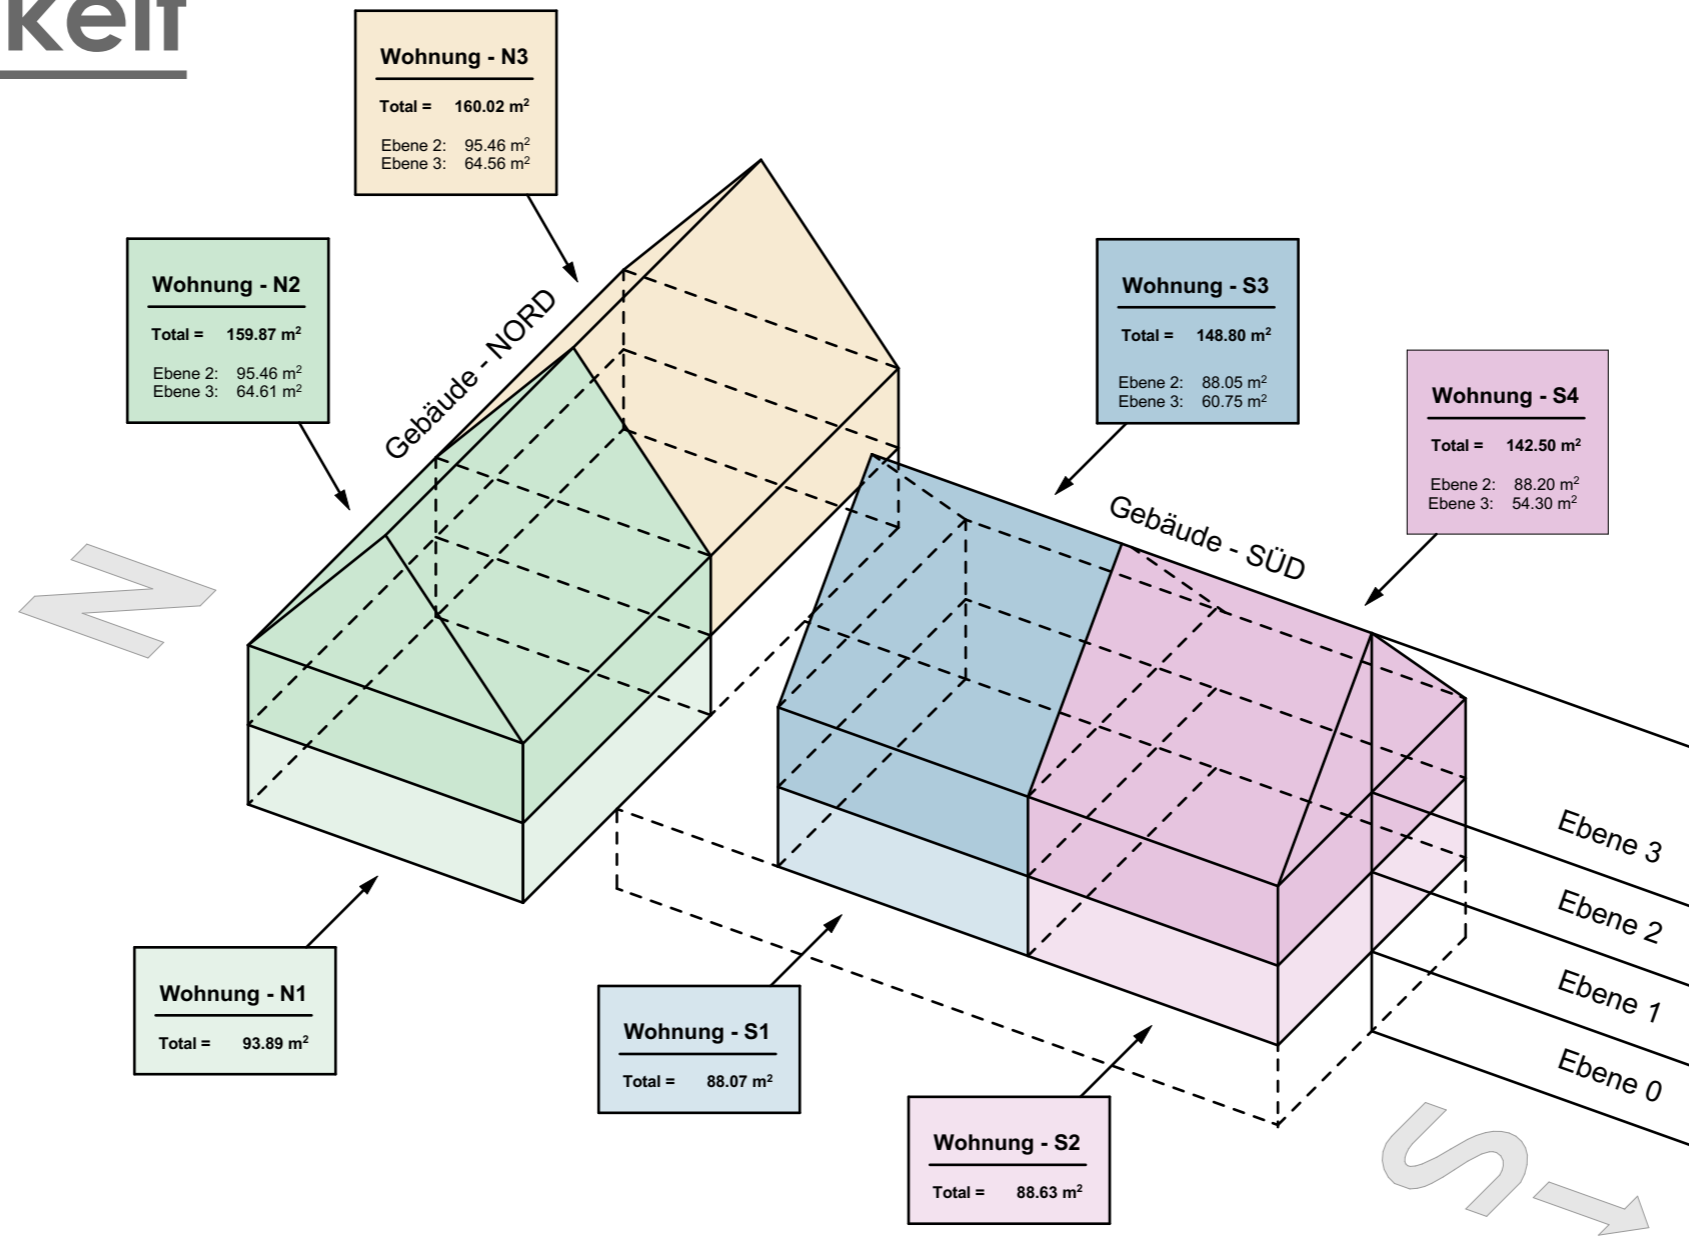 keit
Wohnung - N3
Total = 160.02 m²
Ebene 2: 95.46 m²
Ebene 3: 64.56 m²
Wohnung - N2
Total = 159.87 m²
Ebene 2: 95.46 m²
Ebene 3: 64.61 m²
Gebäude - NORD
Wohnung - S3
Total = 148.80 m²
Ebene 2: 88.05 m²
Ebene 3: 60.75 m²
Wohnung - S4
Total = 142.50 m²
Ebene 2: 88.20 m²
Ebene 3: 54.30 m²
Gebäude - SÜD
N
Ebene 3
Ebene 2
Ebene 1
Ebene 0
Wohnung - N1
Total = 93.89 m²
Wohnung - S1
Total = 88.07 m²
Wohnung - S2
Total = 88.63 m²
S